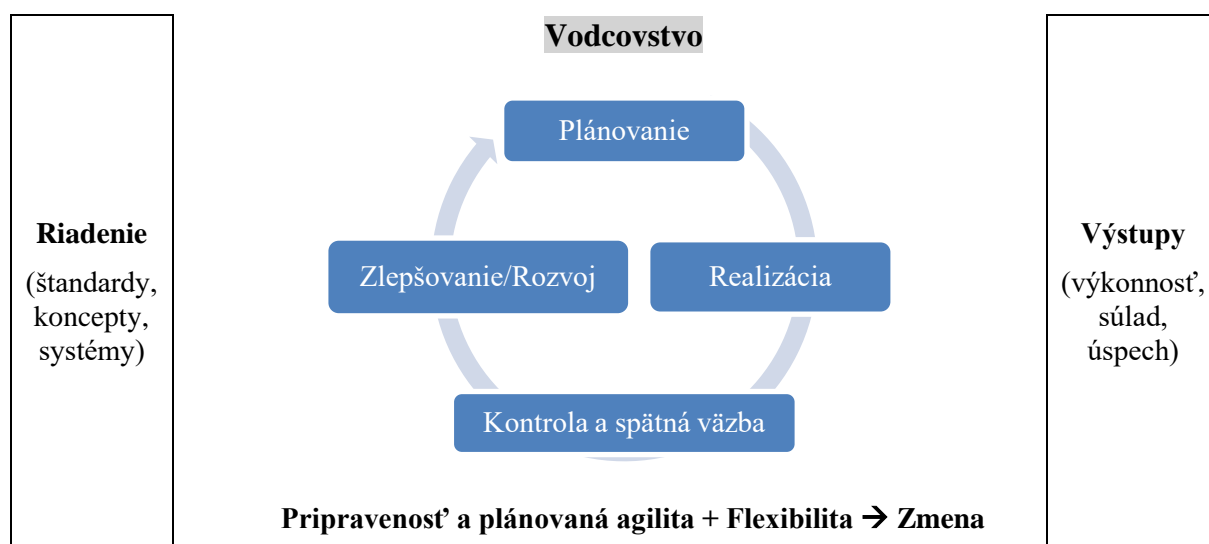 Vodcovstvo
Riadenie
(štandardy,
koncepty,
systémy)
Plánovanie
Realizácia
Kontrola a spätná väzba
Zlepšovanie/Rozvoj
Výstupy
(výkonnosť,
súlad,
úspech)
Pripravenosť a plánovaná agilita + Flexibilita → Zmena